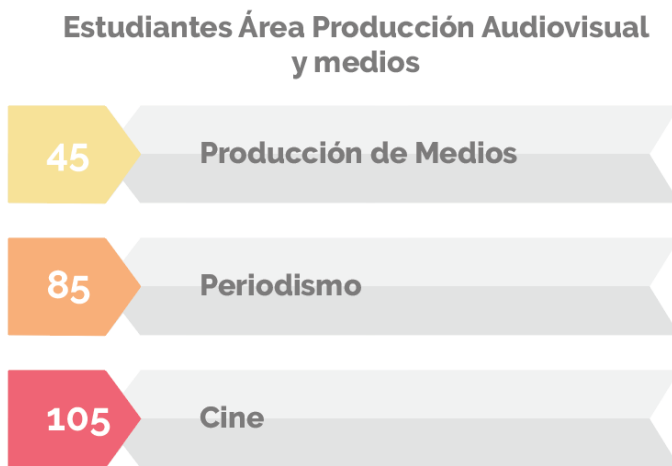 Estudiantes Área Producción Audiovisual
y medios
45 Producción de Medios
85 Periodismo
105 Cine